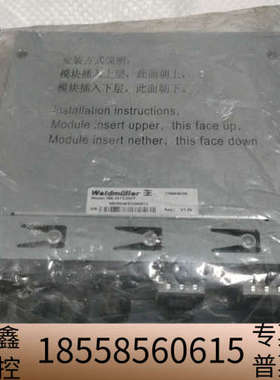 安装方式说明:
模块插入上层，此面朝上.
模块插入下层，此面朝下.
Installation instructions.
Module insert upper, this face up.
Module insert nether, this face down
Weidmüller
鑫
控
18558560615
专
普